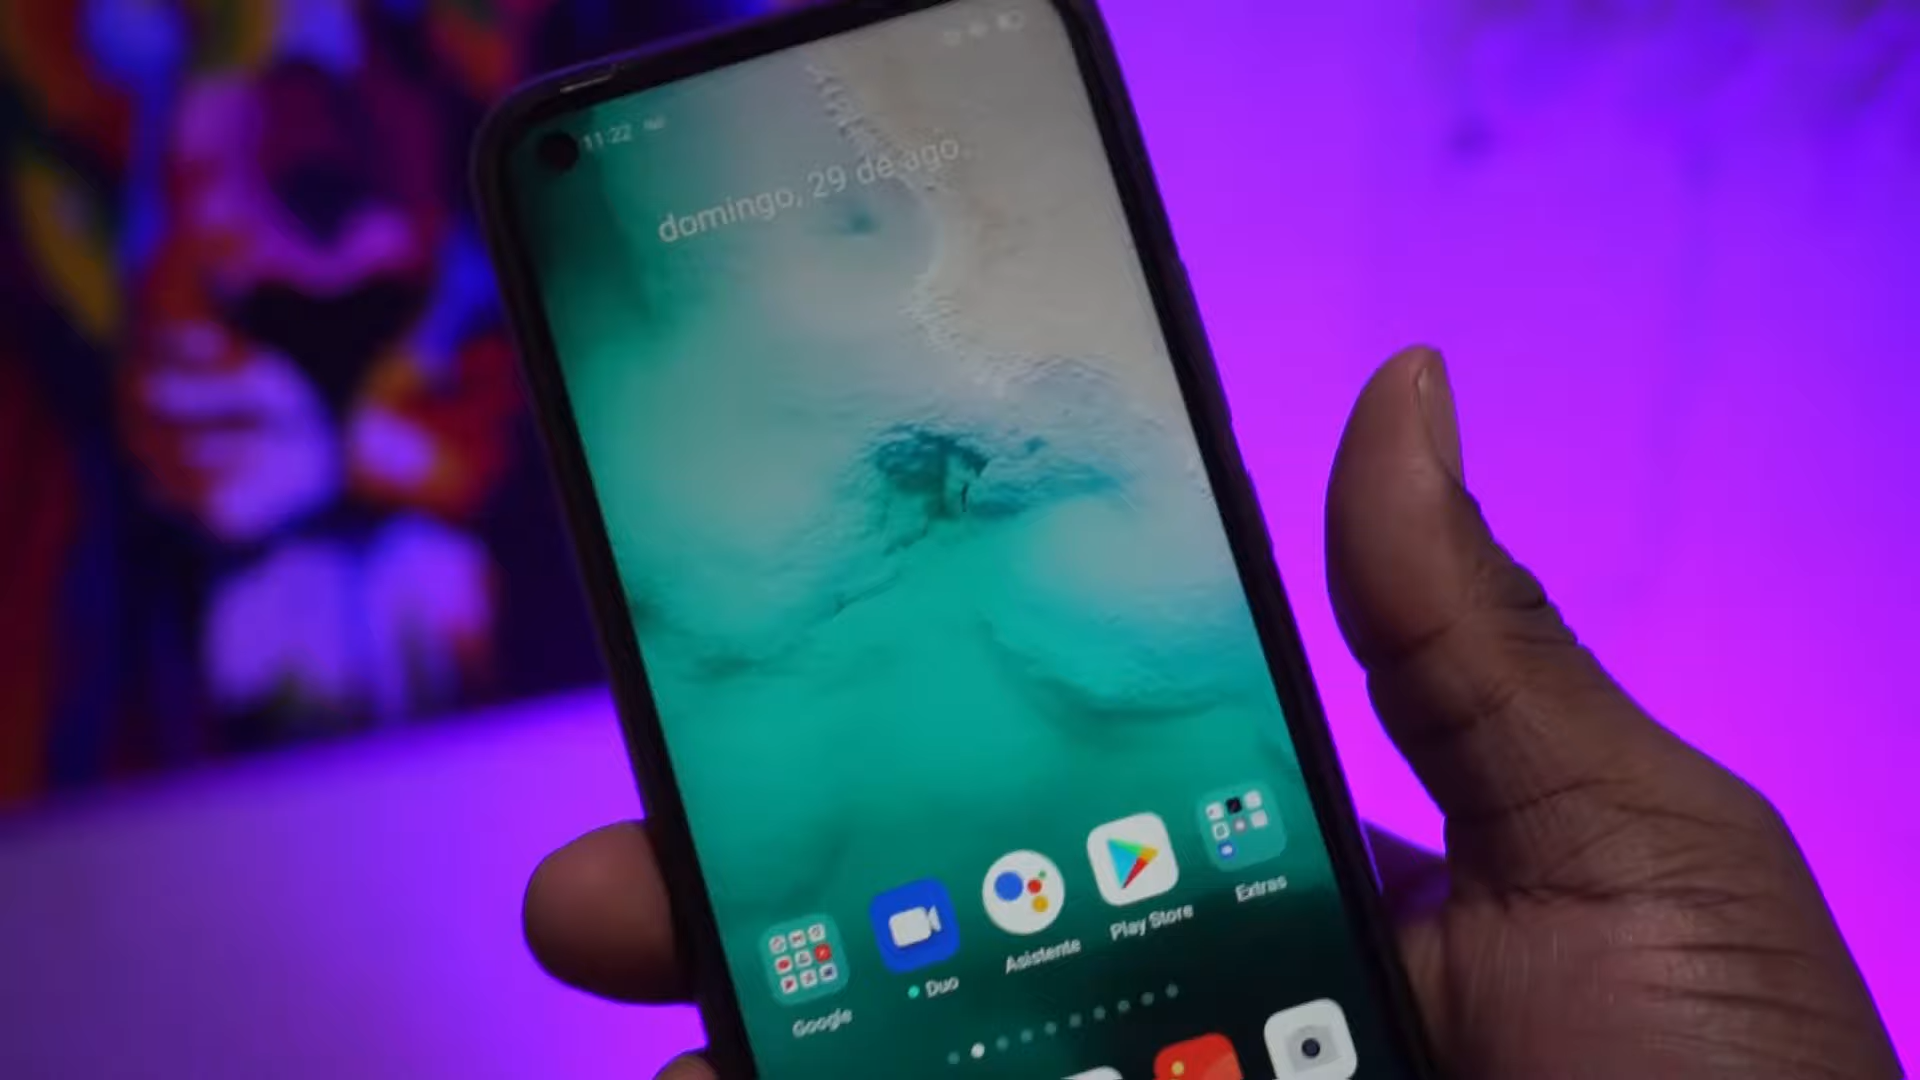 11:22
domingo, 29 de ago.
Google
Duo
Asistente
Play Store
Extras